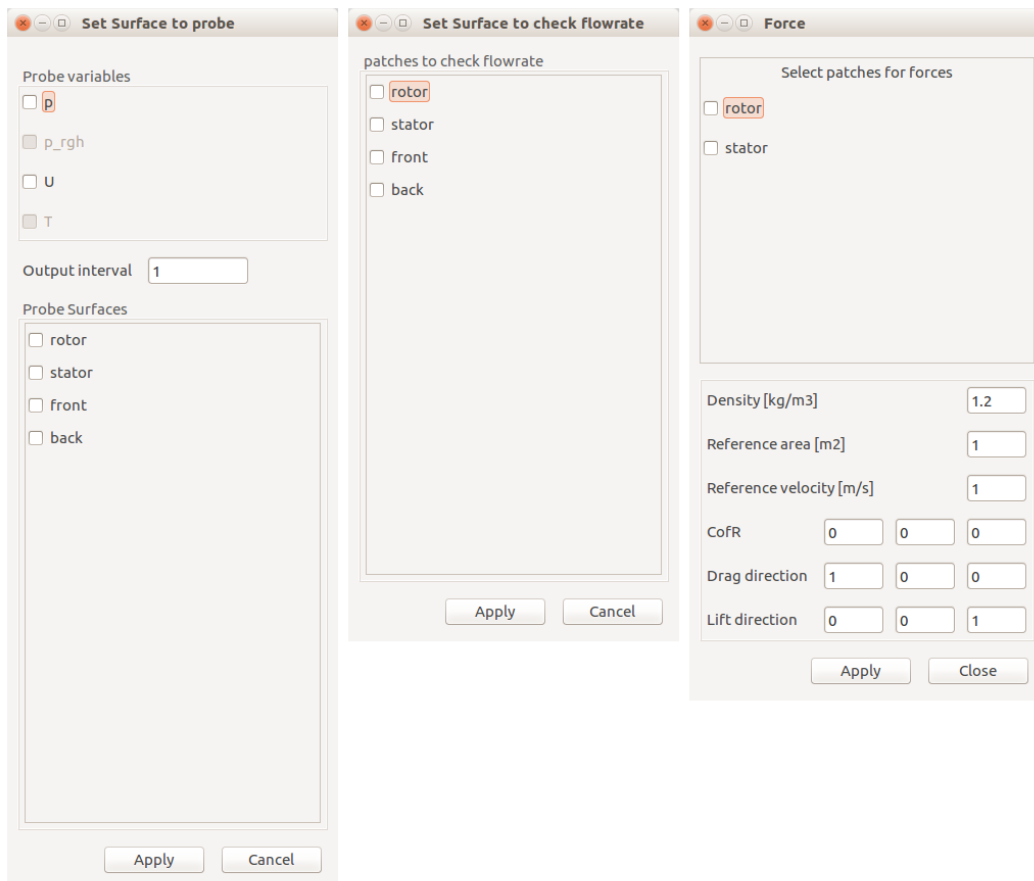 Set Surface to probe
Probe variables
p
p_rgh
U
T
Output interval 1
Probe Surfaces
rotor
stator
front
back
Apply Cancel
Set Surface to check flowrate
patches to check flowrate
rotor
stator
front
back
Apply Cancel
Force
Select patches for forces
rotor
stator
Density [kg/m3] 1.2
Reference area [m2] 1
Reference velocity [m/s] 1
CofR 0 0 0
Drag direction 1 0 0
Lift direction 0 0 1
Apply Close